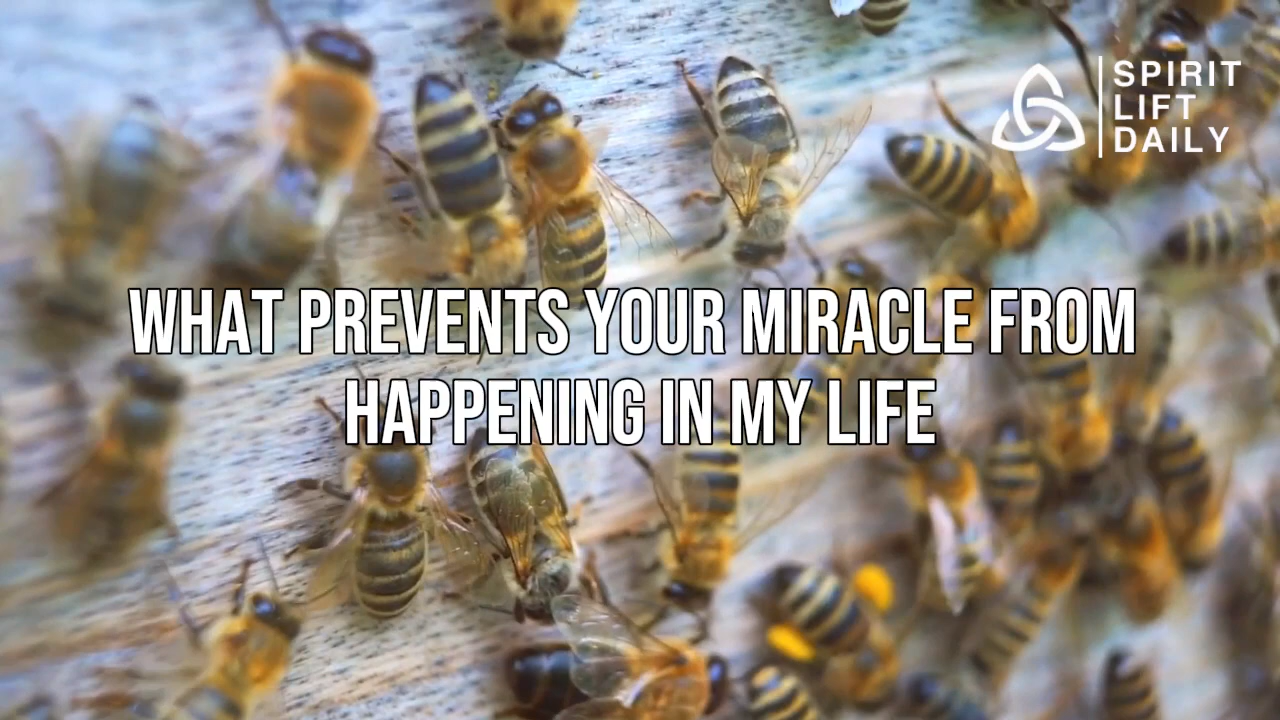 SPIRIT
LIFT
DAILY
WHAT PREVENTS YOUR MIRACLE FROM
HAPPENING IN MY LIFE